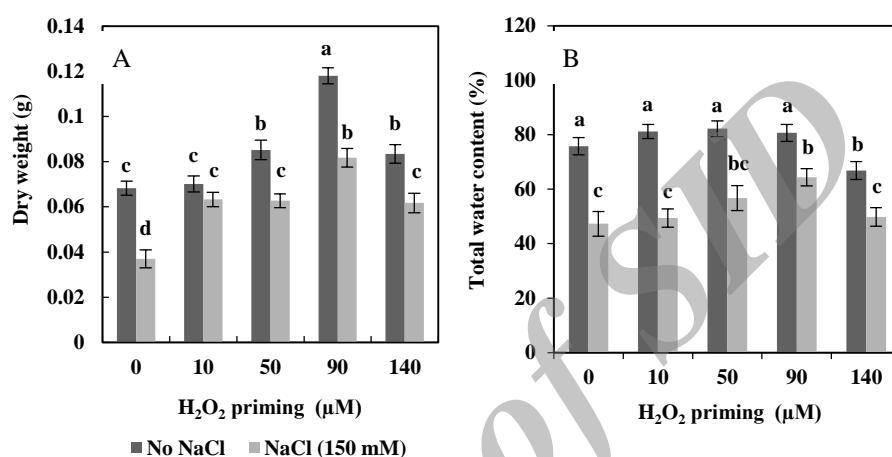 A
Dry weight (g)
0.14
0.12
0.1
0.08
0.06
0.04
0.02
0
c
d
c
c
b
c
a
b
b
c
0 10 50 90 140
H₂O₂ priming (µM)
No NaCl NaCl (150 mM)
B
Total water content (%)
120
100
80
60
40
20
0
a
c
a
c
a
bc
a
b
b
c
0 10 50 90 140
H₂O₂ priming (µM)
of SID